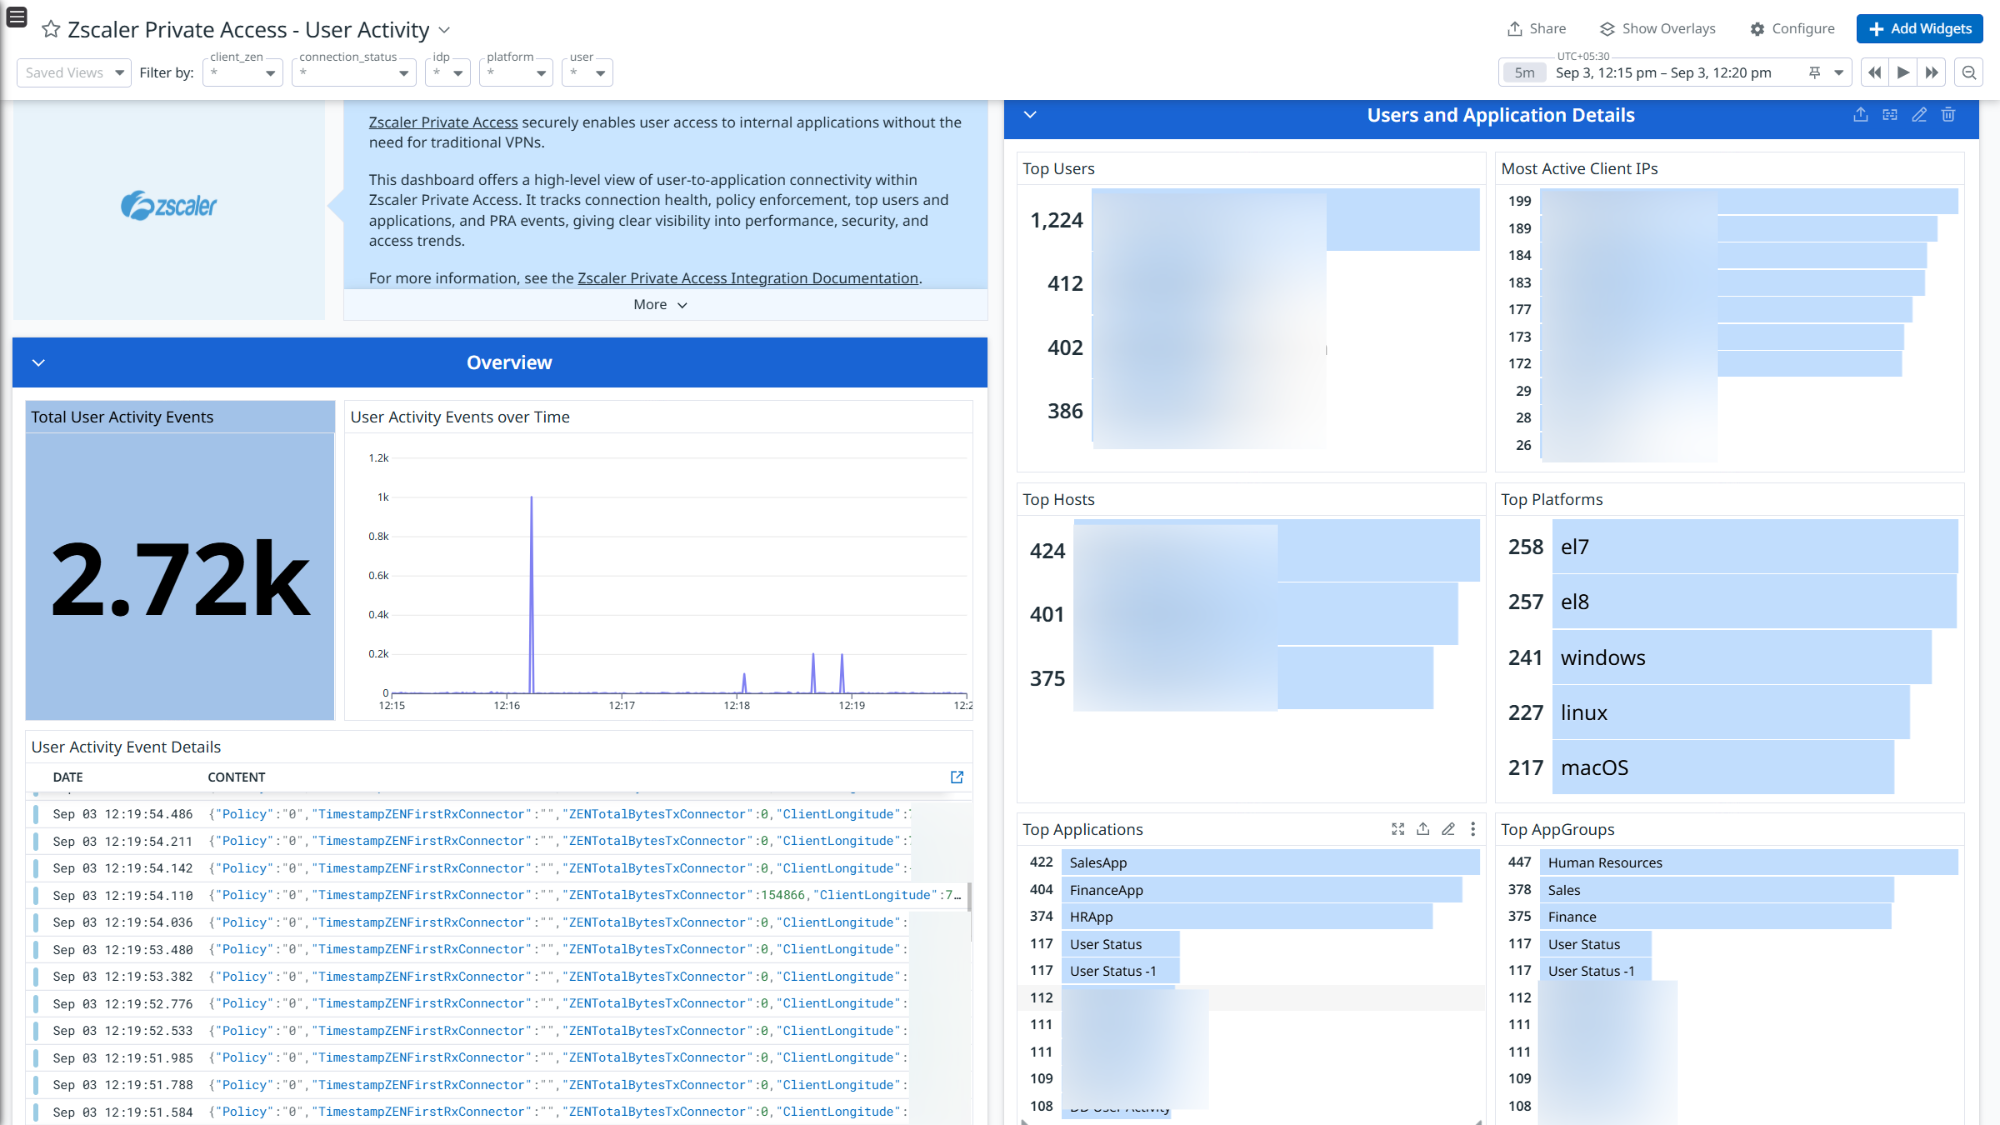 Zscaler Private Access - User Activity
Share
Show Overlays
Configure
Add Widgets
Saved Views
Filter by:
client_zen
*
connection_status
*
idp
*
platform
*
user
*
UTC+05:30
5m
Sep 3, 12:15 pm – Sep 3, 12:20 pm
zscaler
Zscaler Private Access securely enables user access to internal applications without the
need for traditional VPNs.
This dashboard offers a high-level view of user-to-application connectivity within
Zscaler Private Access. It tracks connection health, policy enforcement, top users and
applications, and PRA events, giving clear visibility into performance, security, and
access trends.
For more information, see the Zscaler Private Access Integration Documentation.
More
Overview
Total User Activity Events
2.72k
User Activity Events over Time
1.2k
1k
0.8k
0.6k
0.4k
0.2k
0
12:15
12:16
12:17
12:18
12:19
12:2
User Activity Event Details
DATE
CONTENT
Sep 03 12:19:54.486 {"Policy":"0","TimestampZENFirstRxConnector":"","ZENTotalBytesTxConnector":0,"ClientLongitude":
Sep 03 12:19:54.211 {"Policy":"0","TimestampZENFirstRxConnector":"","ZENTotalBytesTxConnector":0,"ClientLongitude":
Sep 03 12:19:54.142 {"Policy":"0","TimestampZENFirstRxConnector":"","ZENTotalBytesTxConnector":0,"ClientLongitude":
Sep 03 12:19:54.110 {"Policy":"0","TimestampZENFirstRxConnector":"","ZENTotalBytesTxConnector":154866,"ClientLongitude":7…
Sep 03 12:19:54.036 {"Policy":"0","TimestampZENFirstRxConnector":"","ZENTotalBytesTxConnector":0,"ClientLongitude":
Sep 03 12:19:53.480 {"Policy":"0","TimestampZENFirstRxConnector":"","ZENTotalBytesTxConnector":0,"ClientLongitude":
Sep 03 12:19:53.382 {"Policy":"0","TimestampZENFirstRxConnector":"","ZENTotalBytesTxConnector":0,"ClientLongitude":
Sep 03 12:19:52.776 {"Policy":"0","TimestampZENFirstRxConnector":"","ZENTotalBytesTxConnector":0,"ClientLongitude":
Sep 03 12:19:52.533 {"Policy":"0","TimestampZENFirstRxConnector":"","ZENTotalBytesTxConnector":0,"ClientLongitude":
Sep 03 12:19:51.985 {"Policy":"0","TimestampZENFirstRxConnector":"","ZENTotalBytesTxConnector":0,"ClientLongitude":
Sep 03 12:19:51.788 {"Policy":"0","TimestampZENFirstRxConnector":"","ZENTotalBytesTxConnector":0,"ClientLongitude":
Sep 03 12:19:51.584 {"Policy":"0","TimestampZENFirstRxConnector":"","ZENTotalBytesTxConnector":0,"ClientLongitude":
Users and Application Details
Top Users
1,224
412
402
386
Most Active Client IPs
199
189
184
183
177
173
172
29
28
26
Top Hosts
424
401
375
Top Platforms
258 el7
257 el8
241 windows
227 linux
217 macOS
Top Applications
422 SalesApp
404 FinanceApp
374 HRApp
117 User Status
117 User Status -1
112
111
111
109
108 DD User Activity
Top AppGroups
447 Human Resources
378 Sales
375 Finance
117 User Status
117 User Status -1
112
111
111
109
108